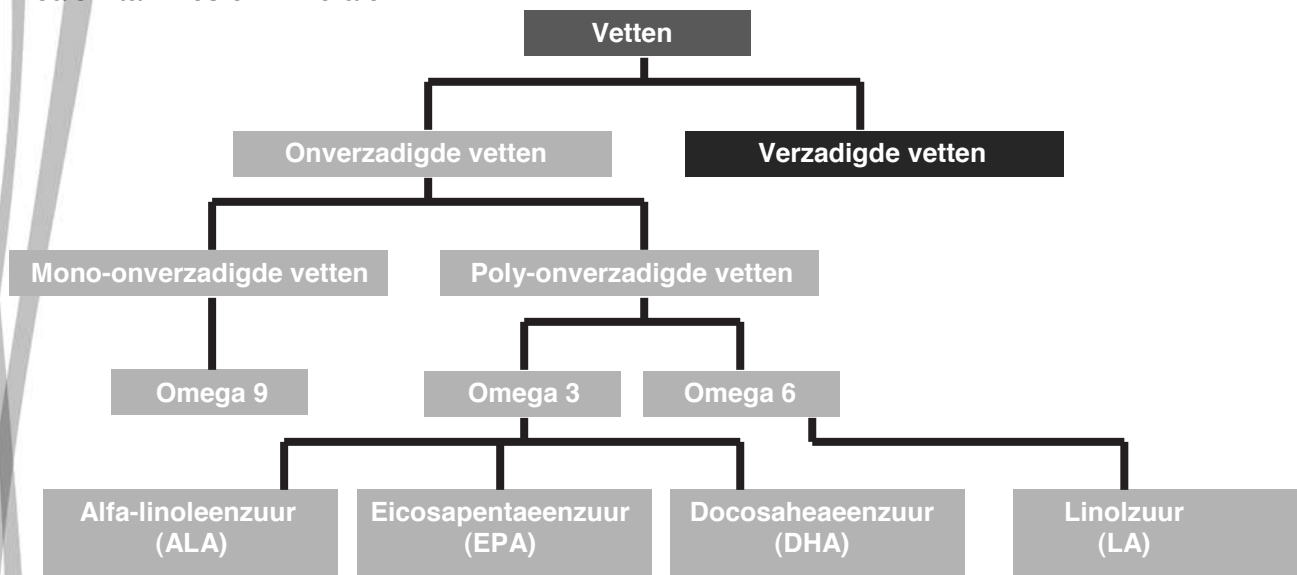 Vetten
Onverzadigde vetten
Verzadigde vetten
Mono-onverzadigde vetten
Poly-onverzadigde vetten
Omega 9
Omega 3
Omega 6
Alfa-linoleenzuur
(ALA)
Eicosapentaeenzuur
(EPA)
Docosaheaeenzuur
(DHA)
Linolzuur
(LA)